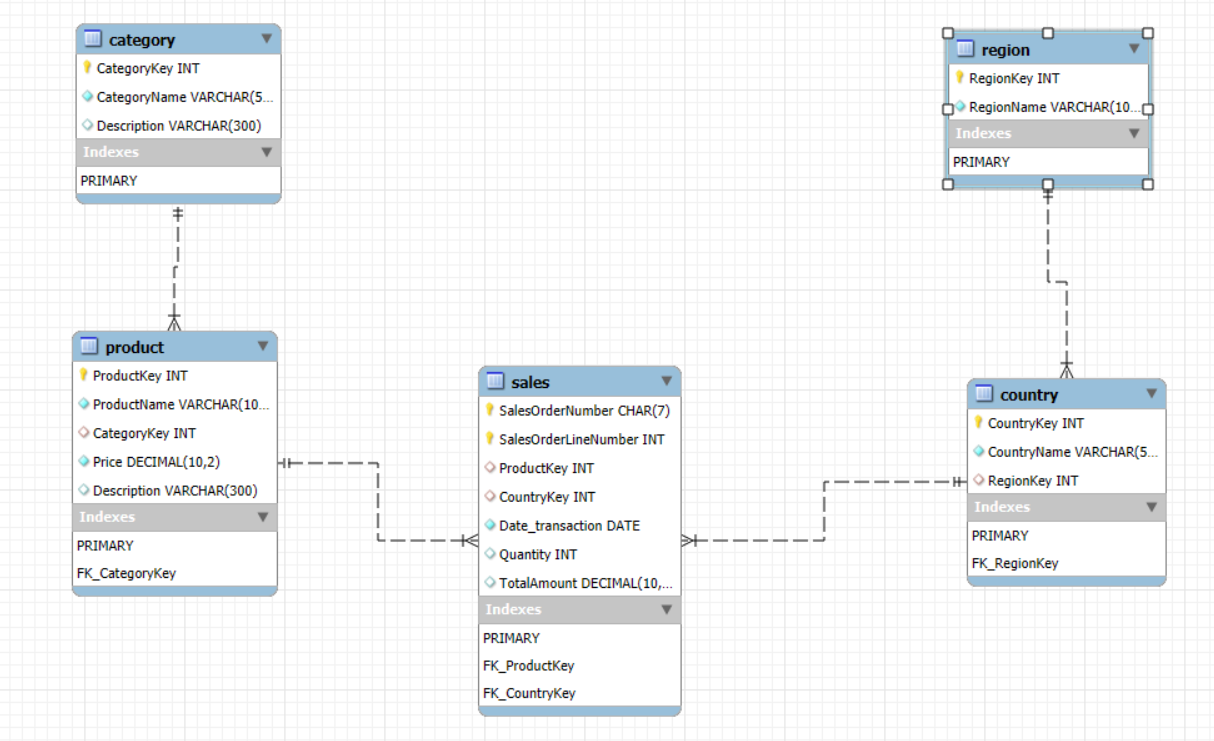 category
CategoryKey INT
CategoryName VARCHAR(5...
Description VARCHAR(300)
Indexes
PRIMARY
region
RegionKey INT
RegionName VARCHAR(10...
Indexes
PRIMARY
product
ProductKey INT
ProductName VARCHAR(10...
CategoryKey INT
Price DECIMAL(10,2)
Description VARCHAR(300)
Indexes
PRIMARY
FK_CategoryKey
sales
SalesOrderNumber CHAR(7)
SalesOrderLineNumber INT
ProductKey INT
CountryKey INT
Date_transaction DATE
Quantity INT
TotalAmount DECIMAL(10,...
Indexes
PRIMARY
FK_ProductKey
FK_CountryKey
country
CountryKey INT
CountryName VARCHAR(5...
RegionKey INT
Indexes
PRIMARY
FK_RegionKey